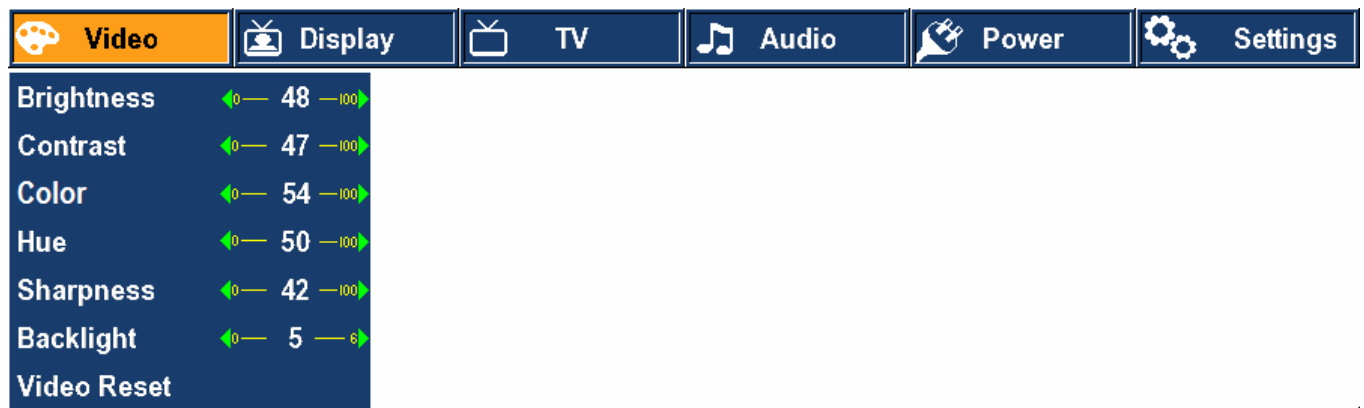 Video Display TV Audio Power Settings
Brightness 0 48 100
Contrast 0 47 100
Color 0 54 100
Hue 0 50 100
Sharpness 0 42 100
Backlight 0 5 6
Video Reset